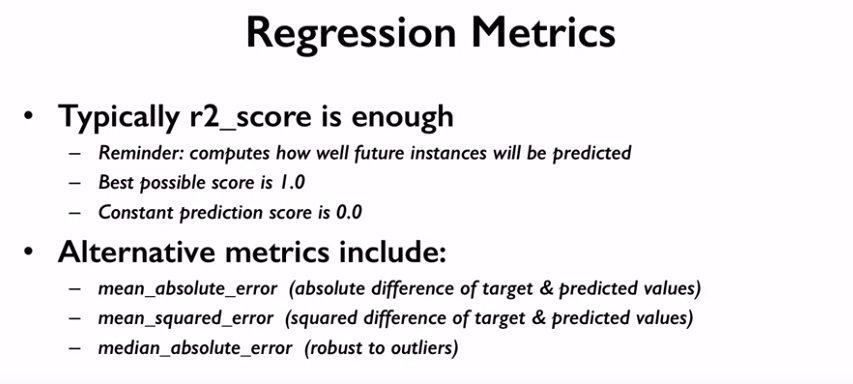 Regression Metrics
• Typically r2_score is enough
– Reminder: computes how well future instances will be predicted
– Best possible score is 1.0
– Constant prediction score is 0.0
• Alternative metrics include:
– mean_absolute_error (absolute difference of target & predicted values)
– mean_squared_error (squared difference of target & predicted values)
– median_absolute_error (robust to outliers)